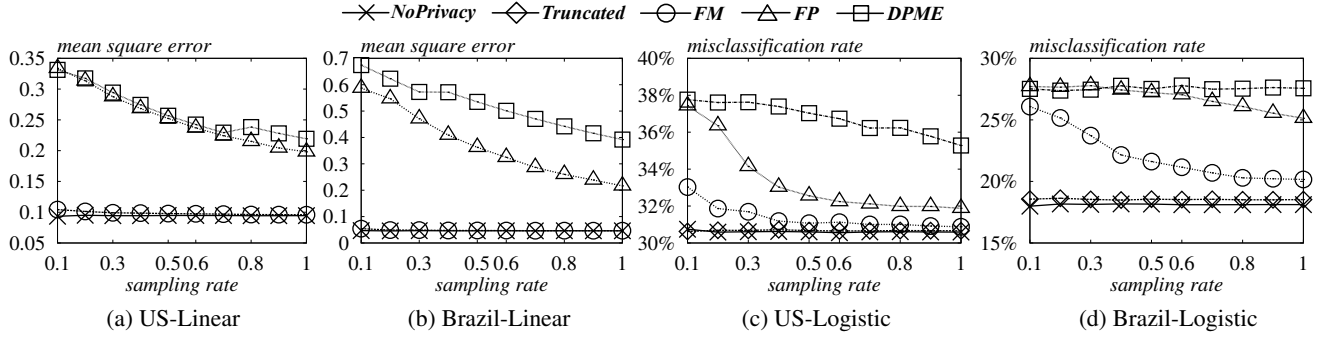 NoPrivacy Truncated FM FP DPME
mean square error
0.35
0.3
0.25
0.2
0.15
0.1
0.05
0.1 0.3 0.5 0.6 0.8 1
sampling rate
(a) US-Linear
mean square error
0.7
0.6
0.5
0.4
0.3
0.2
0.1
0
0.1 0.3 0.5 0.6 0.8 1
sampling rate
(b) Brazil-Linear
misclassification rate
40%
38%
36%
34%
32%
30%
0.1 0.3 0.5 0.6 0.8 1
sampling rate
(c) US-Logistic
misclassification rate
30%
25%
20%
15%
0.1 0.3 0.5 0.6 0.8 1
sampling rate
(d) Brazil-Logistic